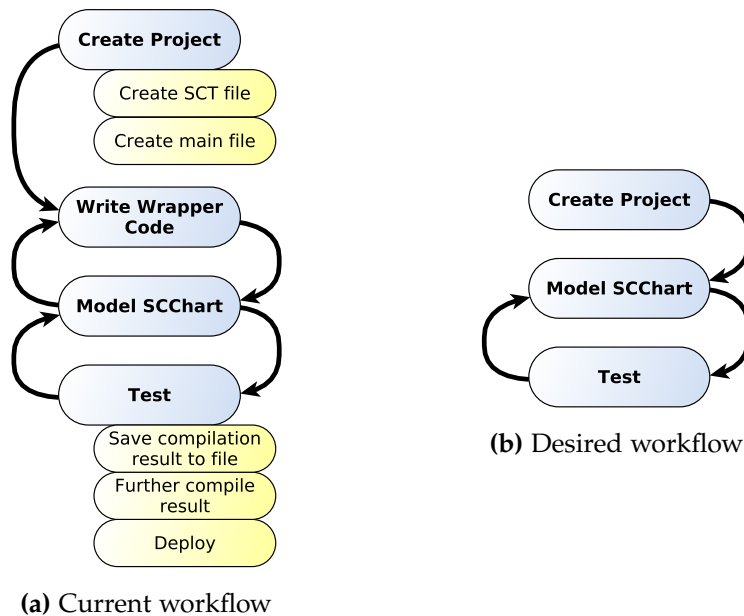 Create Project
Create SCT file
Create main file
Write Wrapper
Code
Model SCChart
Test
Save compilation
result to file
Further compile
result
Deploy
(a) Current workflow
Create Project
Model SCChart
Test
(b) Desired workflow